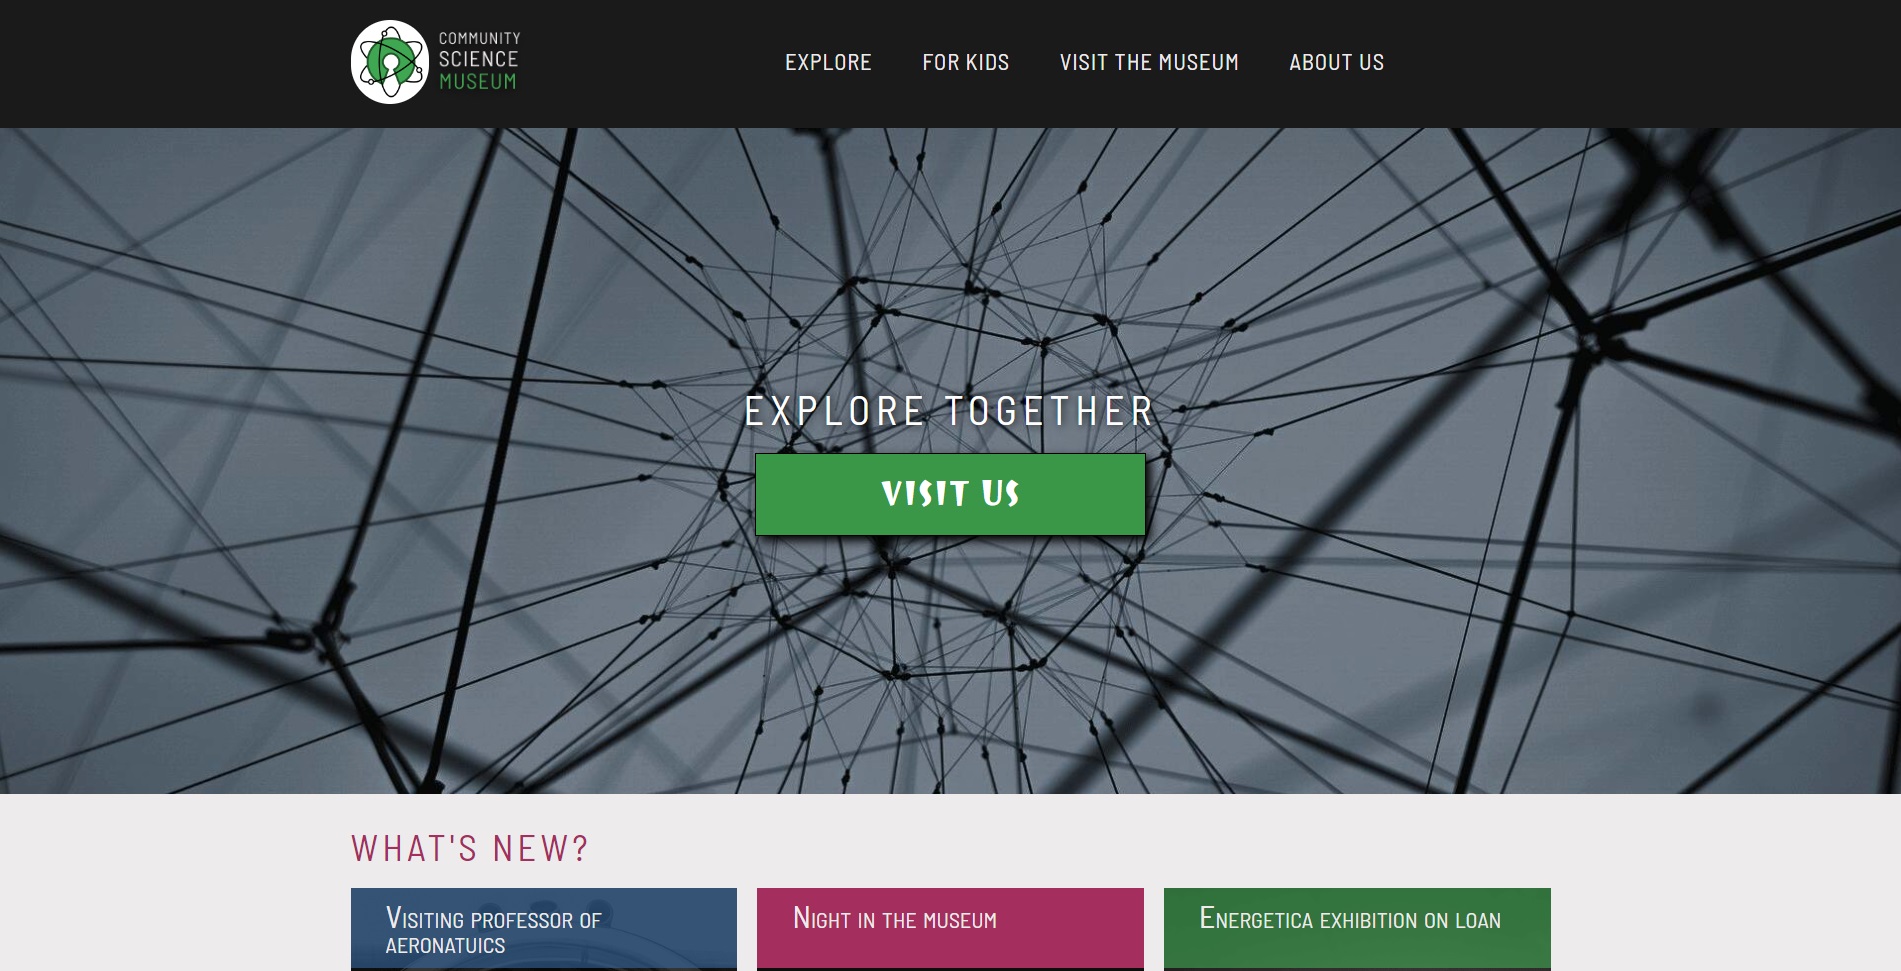 COMMUNITY
SCIENCE
MUSEUM
EXPLORE FOR KIDS VISIT THE MUSEUM ABOUT US
EXPLORE TOGETHER
VISIT US
WHAT'S NEW?
VISITING PROFESSOR OF
AERONATUICS
NIGHT IN THE MUSEUM
ENERGETICA EXHIBITION ON LOAN